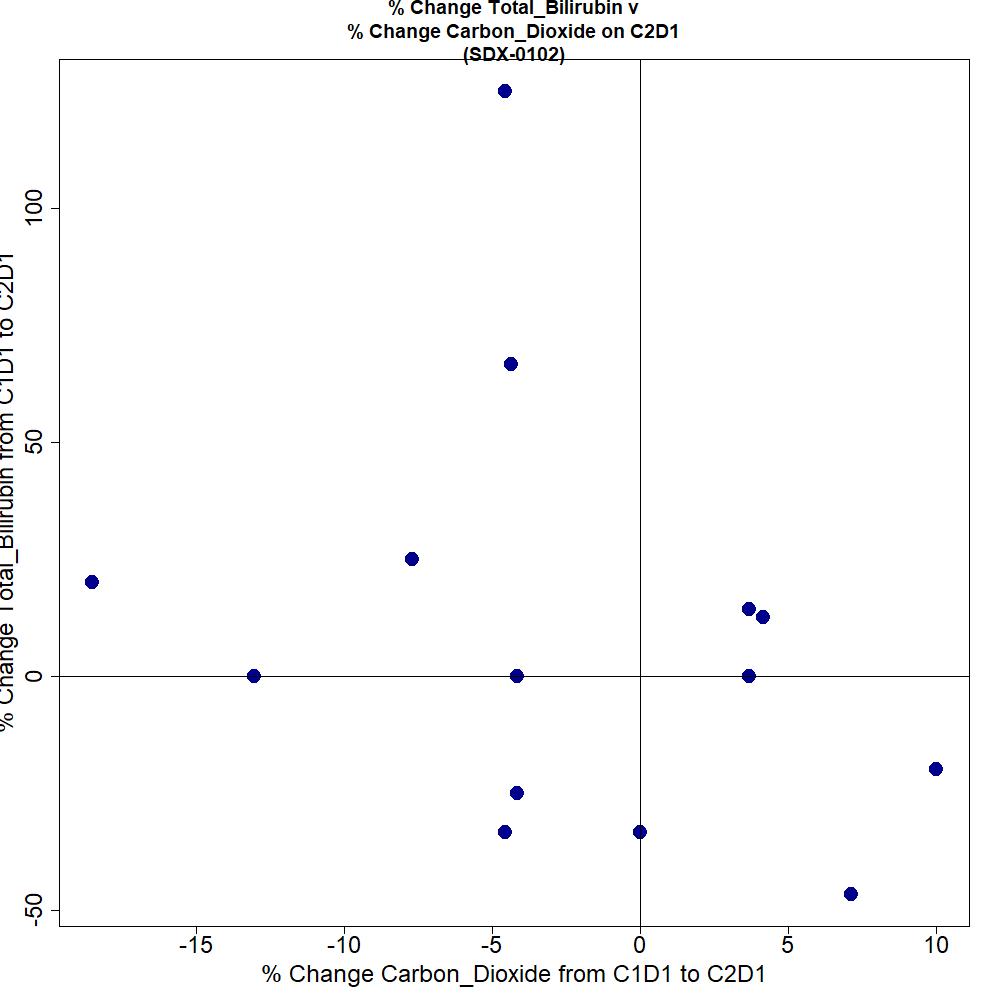 % Change Total_Bilirubin v
% Change Carbon_Dioxide on C2D1
(SDX-0102)
% Change Total_Bilirubin from C1D1 to C2D1
100
50
0
-50
-15
-10
-5
0
5
10
% Change Carbon_Dioxide from C1D1 to C2D1